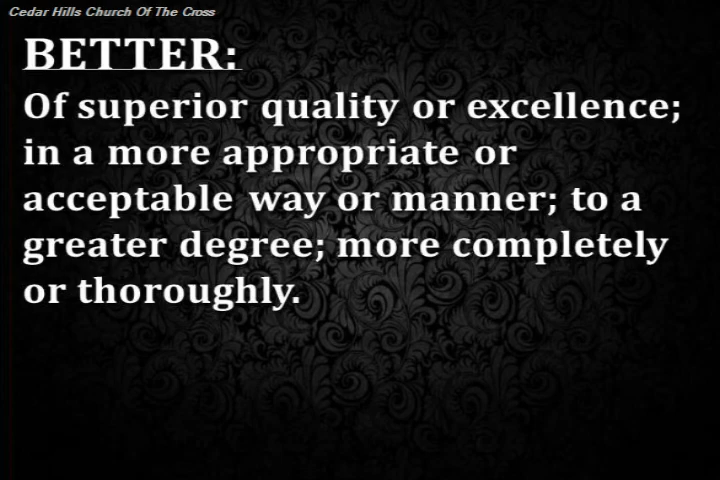 Cedar Hills Church Of The Cross
BETTER:
Of superior quality or excellence;
in a more appropriate or
acceptable way or manner; to a
greater degree; more completely
or thoroughly.